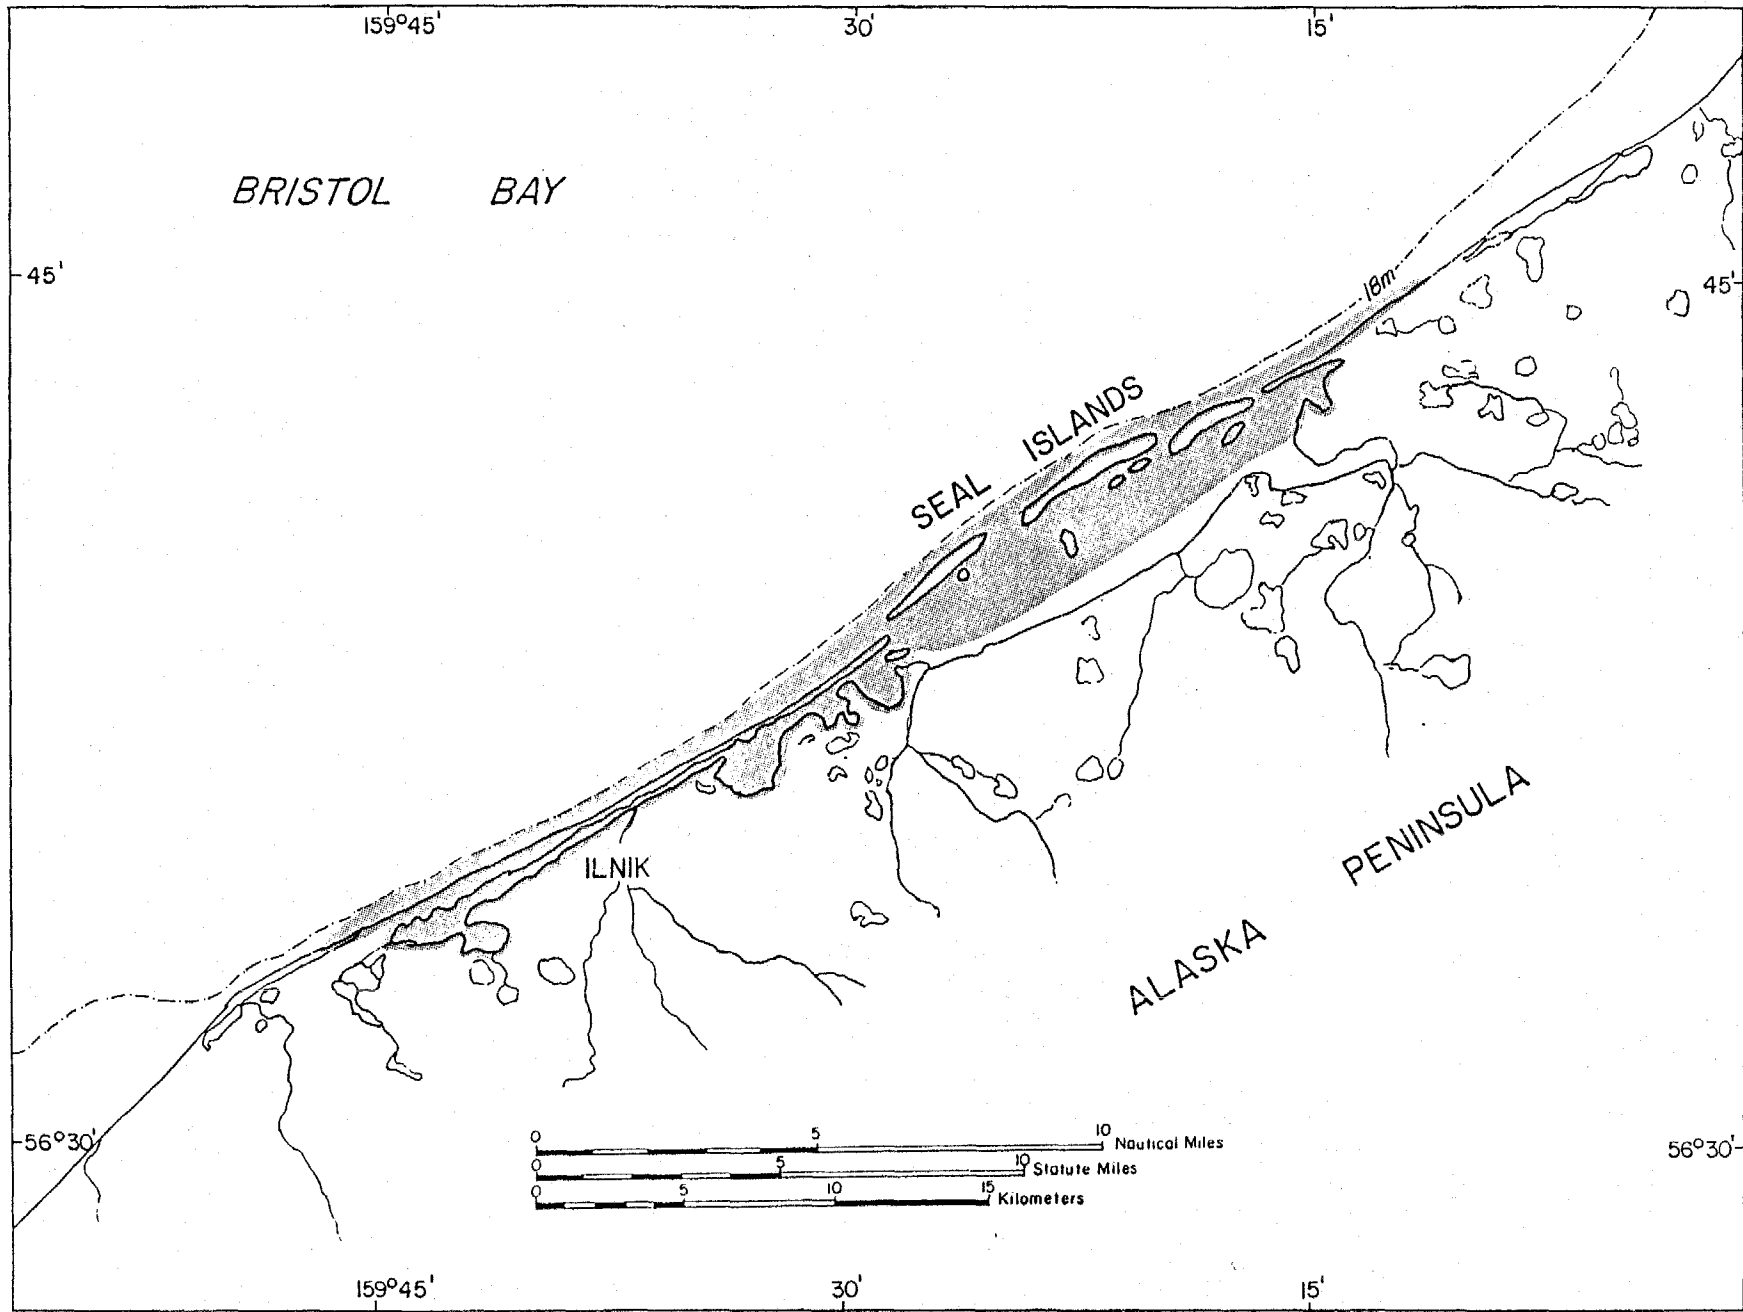 159°45' 30' 15'
BRISTOL BAY
45' 45'
18m
SEAL ISLANDS
ILNIK
ALASKA PENINSULA
56°30' 56°30'
0 5 10 Nautical Miles
0 5 10 Statute Miles
0 5 10 15 Kilometers
159°45' 30' 15'